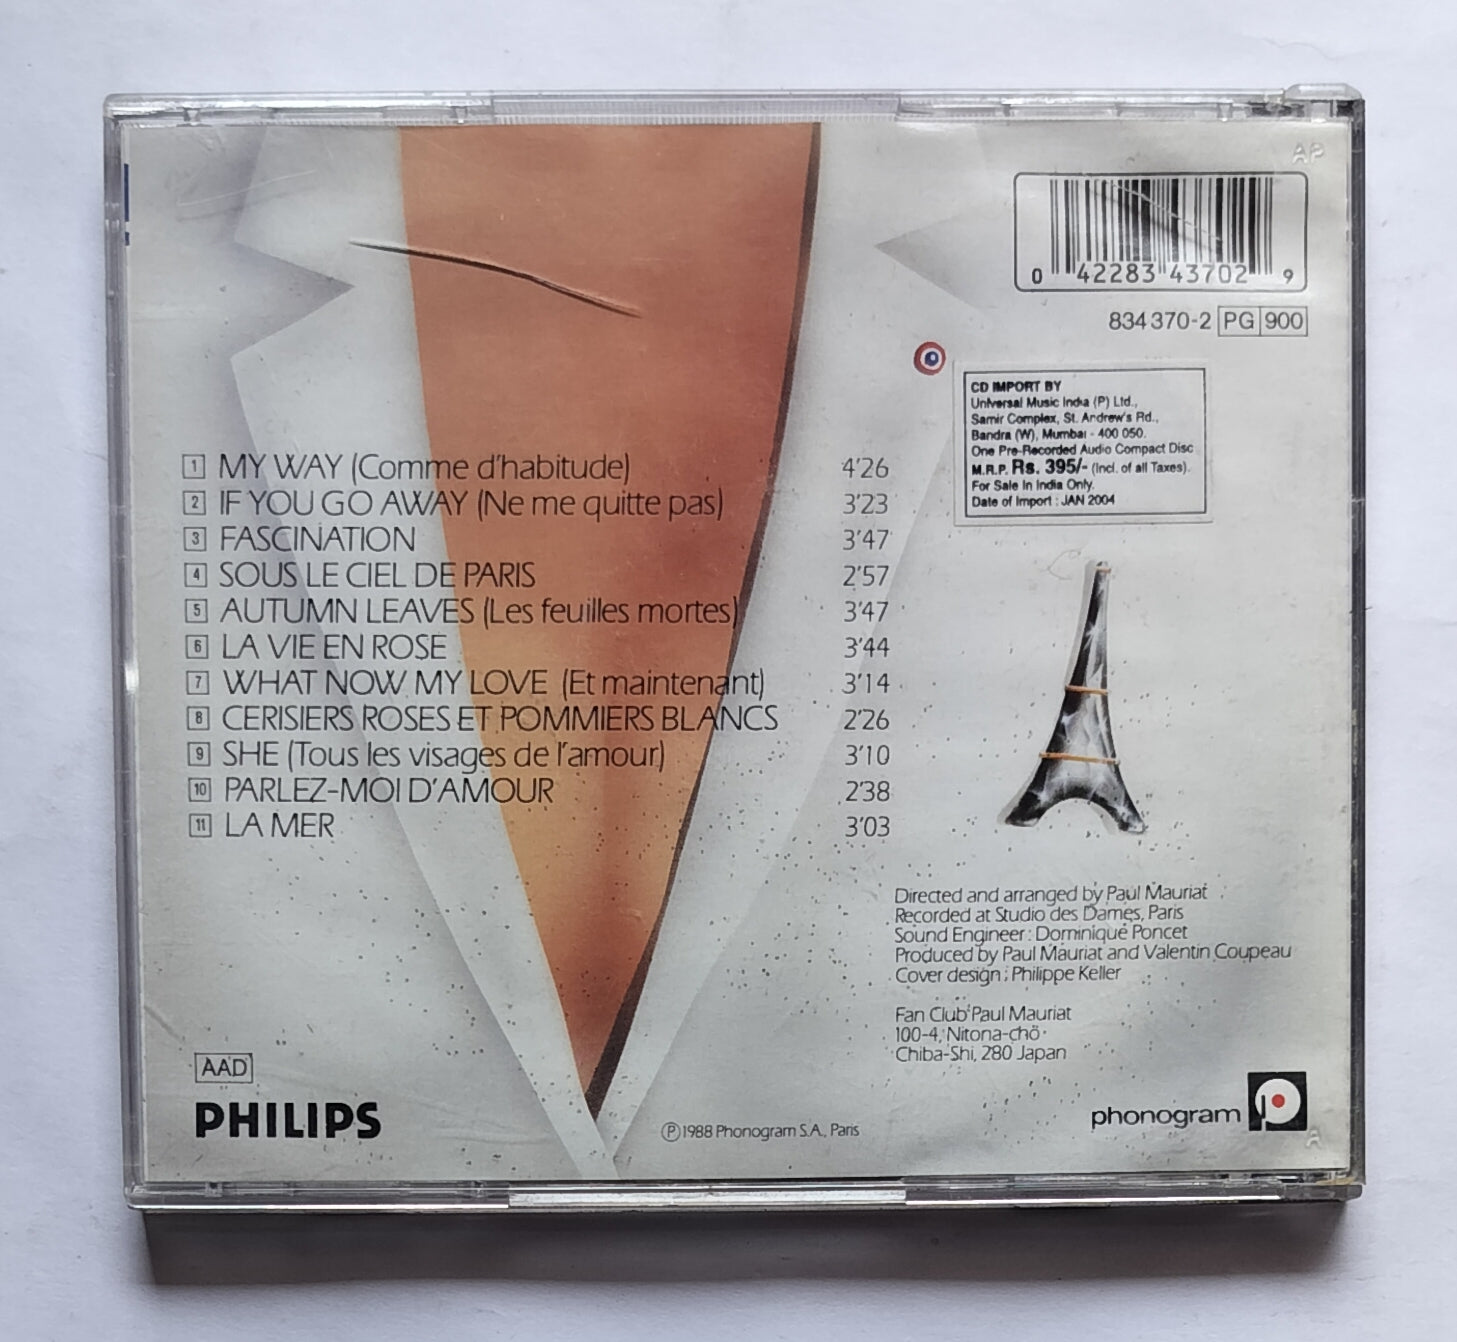 AP
0 42283 43702 9
834 370-2 PG 900
CD IMPORT BY
Universal Music India (P) Ltd.,
Samir Complex, St. Andrew's Rd.,
Bandra (W), Mumbai - 400 050.
One Pre-Recorded Audio Compact Disc
M.R.P. Rs. 395/- (Incl. of all Taxes).
For Sale In India Only.
Date of Import : JAN 2004
1 MY WAY (Comme d'habitude) 4'26
2 IF YOU GO AWAY (Ne me quitte pas) 3'23
3 FASCINATION 3'47
4 SOUS LE CIEL DE PARIS 2'57
5 AUTUMN LEAVES (Les feuilles mortes) 3'47
6 LA VIE EN ROSE 3'44
7 WHAT NOW MY LOVE (Et maintenant) 3'14
8 CERISIERS ROSES ET POMMIERS BLANCS 2'26
9 SHE (Tous les visages de l'amour) 3'10
10 PARLEZ-MOI D'AMOUR 2'38
11 LA MER 3'03
Directed and arranged by Paul Mauriat
Recorded at Studio des Dames, Paris
Sound Engineer : Dominique Poncet
Produced by Paul Mauriat and Valentin Coupeau
Cover design : Philippe Keller
Fan Club Paul Mauriat
100-4, Nitona-chō
Chiba-Shi, 280 Japan
AAD
PHILIPS
Ⓟ 1988 Phonogram S.A., Paris
phonogram
A